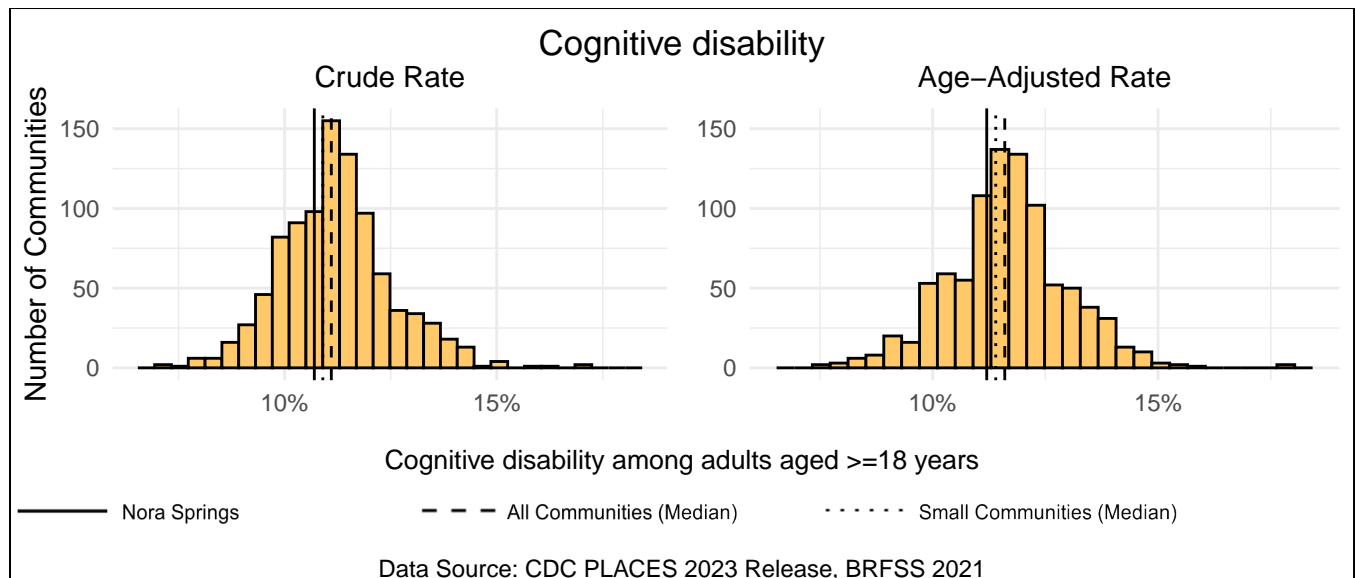 Cognitive disability
Crude Rate
Age−Adjusted Rate
Number of Communities
150
100
50
0
10%
15%
150
100
50
0
10%
15%
Cognitive disability among adults aged >=18 years
Nora Springs
All Communities (Median)
Small Communities (Median)
Data Source: CDC PLACES 2023 Release, BRFSS 2021